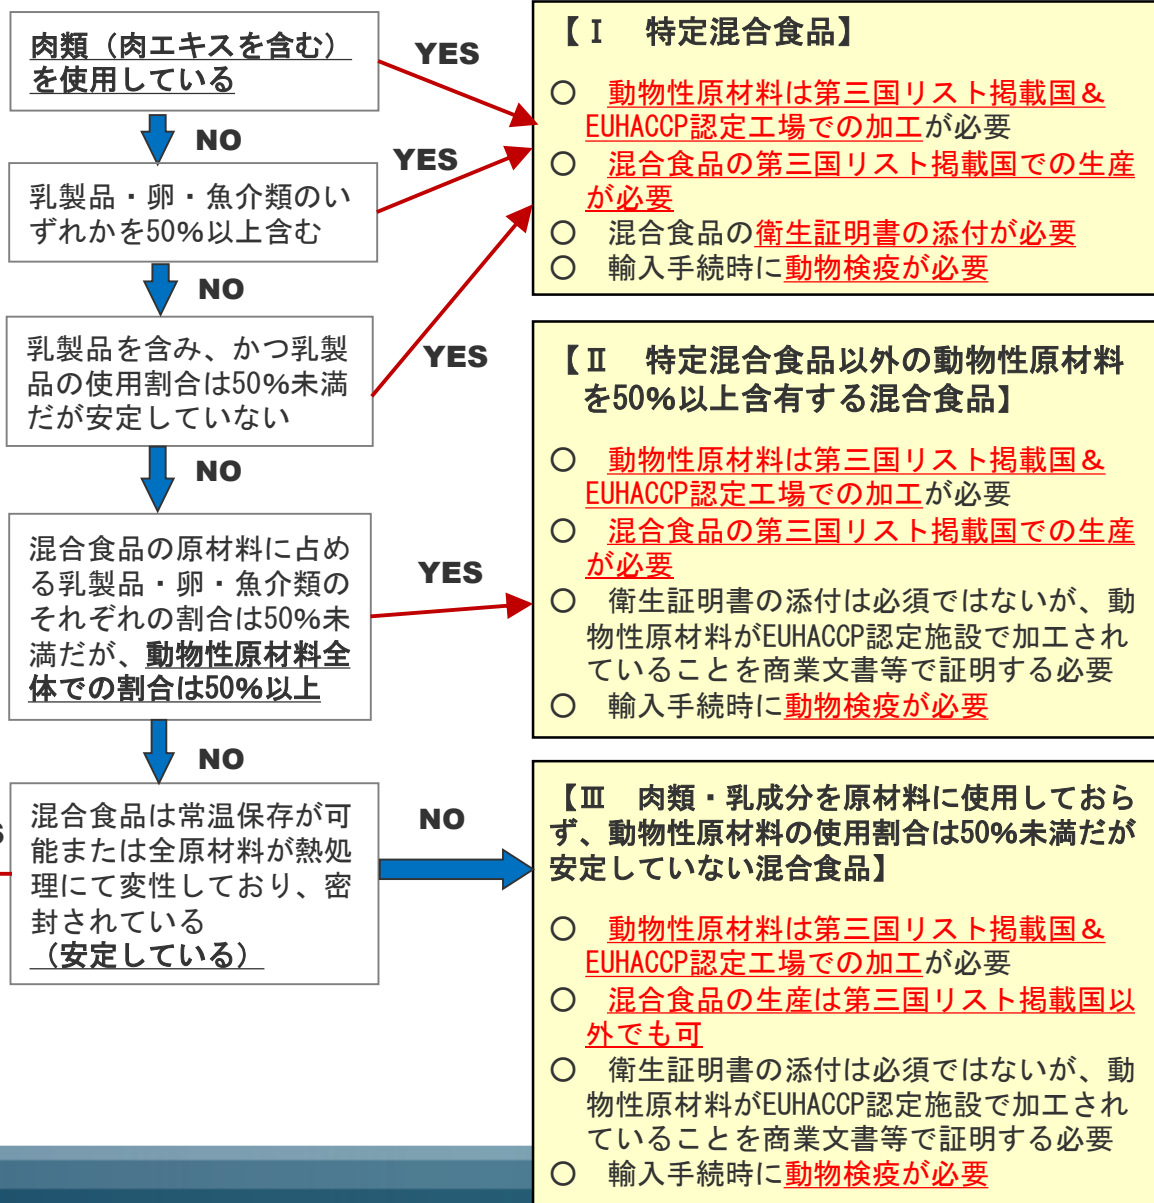 肉類（肉エキスを含む）
を使用している
YES
NO
乳製品・卵・魚介類のい
ずれかを50%以上含む
YES
NO
乳製品を含み、かつ乳製
品の使用割合は50%未満
だが安定していない
YES
NO
混合食品の原材料に占め
る乳製品・卵・魚介類の
それぞれの割合は50%未
満だが、動物性原材料全
体での割合は50%以上
YES
NO
混合食品は常温保存が可
能または全原材料が熱処
理にて変性しており、密
封されている
（安定している）
S
NO
【Ⅰ　特定混合食品】
○　動物性原材料は第三国リスト掲載国＆
EUHACCP認定工場での加工が必要
○　混合食品の第三国リスト掲載国での生産
が必要
○　混合食品の衛生証明書の添付が必要
○　輸入手続時に動物検疫が必要
【Ⅱ　特定混合食品以外の動物性原材料
を50%以上含有する混合食品】
○　動物性原材料は第三国リスト掲載国＆
EUHACCP認定工場での加工が必要
○　混合食品の第三国リスト掲載国での生産
が必要
○　衛生証明書の添付は必須ではないが、動
物性原材料がEUHACCP認定施設で加工され
ていることを商業文書等で証明する必要
○　輸入手続時に動物検疫が必要
【Ⅲ　肉類・乳成分を原材料に使用しておら
ず、動物性原材料の使用割合は50%未満だが
安定していない混合食品】
○　動物性原材料は第三国リスト掲載国＆
EUHACCP認定工場での加工が必要
○　混合食品の生産は第三国リスト掲載国以
外でも可
○　衛生証明書の添付は必須ではないが、動
物性原材料がEUHACCP認定施設で加工され
ていることを商業文書等で証明する必要
○　輸入手続時に動物検疫が必要